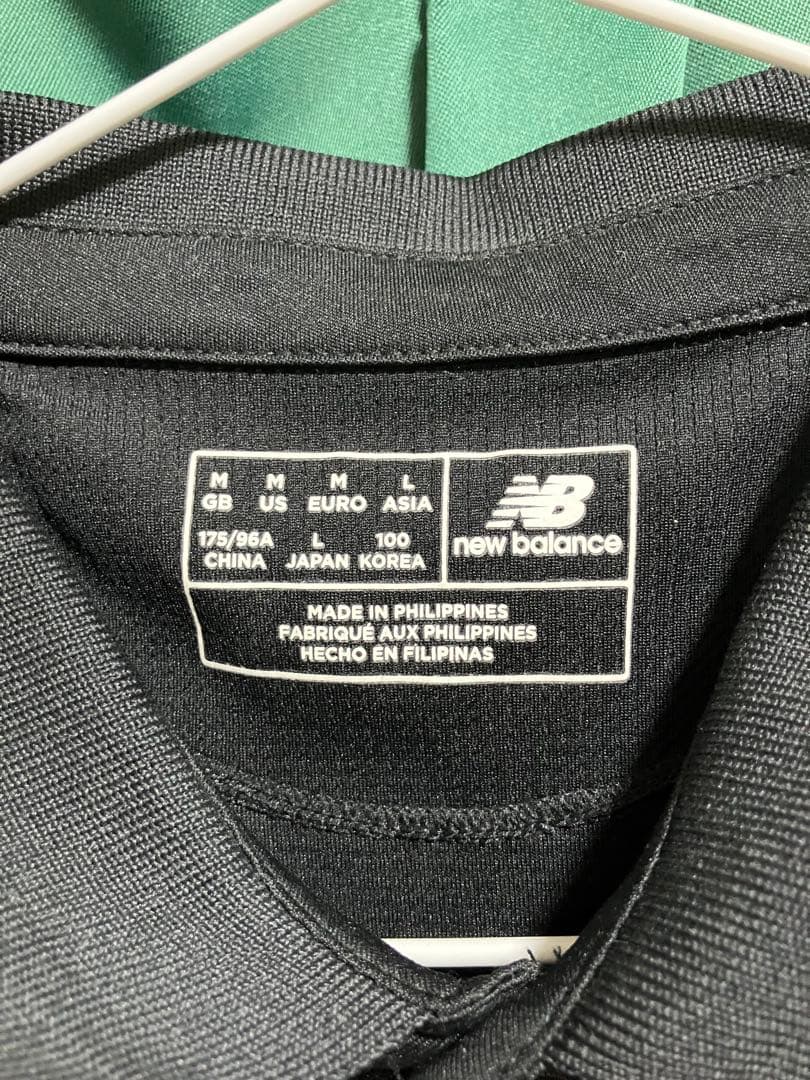 M M M L
GB US EURO ASIA
175/96A L 100
CHINA JAPAN KOREA
NB
new balance
MADE IN PHILIPPINES
FABRIQUÉ AUX PHILIPPINES
HECHO EN FILIPINAS